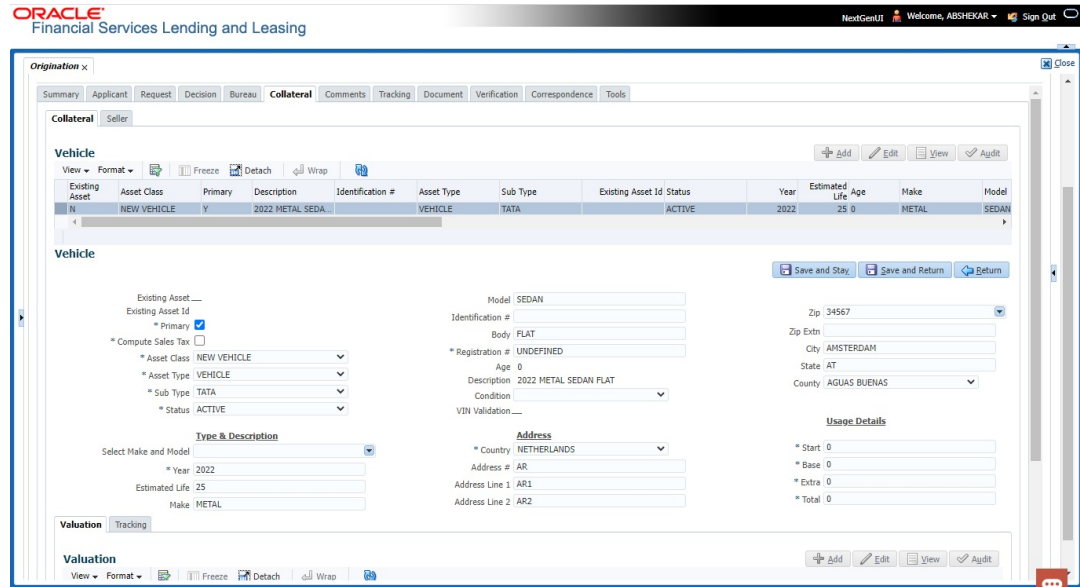 ORACLE®
Financial Services Lending and Leasing
NextGenUI Welcome, ABSHEKAR Sign Out
Close
Origination ×
Summary Applicant Request Decision Bureau Collateral Comments Tracking Document Verification Correspondence Tools
Collateral Seller
Vehicle
Add Edit View Audit
View Format Freeze Detach Wrap
Existing Asset Asset Class Primary Description Identification # Asset Type Sub Type Existing Asset Id Status Year Estimated Life Age Make Model
N NEW VEHICLE Y 2022 METAL SEDA... VEHICLE TATA ACTIVE 2022 25 0 METAL SEDAN
Vehicle
Save and Stay Save and Return Return
Existing Asset
Existing Asset Id
* Primary
* Compute Sales Tax
* Asset Class NEW VEHICLE
* Asset Type VEHICLE
* Sub Type TATA
* Status ACTIVE
Type & Description
Select Make and Model
* Year 2022
Estimated Life 25
Make METAL
Model SEDAN
Identification #
Body FLAT
* Registration # UNDEFINED
Age 0
Description 2022 METAL SEDAN FLAT
Condition
VIN Validation
Address
* Country NETHERLANDS
Address # AR
Address Line 1 AR1
Address Line 2 AR2
Zip 34567
Zip Extn
City AMSTERDAM
State AT
County AGUAS BUENAS
Usage Details
* Start 0
* Base 0
* Extra 0
* Total 0
Valuation Tracking
Valuation
Add Edit View Audit
View Format Freeze Detach Wrap